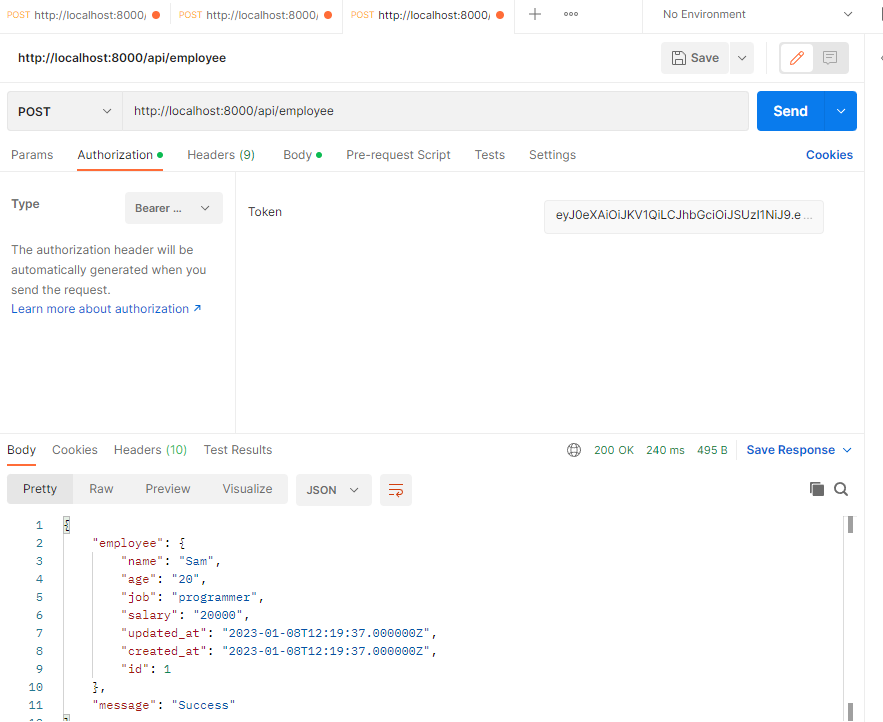 POST http://localhost:8000/ POST http://localhost:8000/ POST http://localhost:8000/ No Environment
http://localhost:8000/api/employee Save
POST http://localhost:8000/api/employee Send
Params Authorization Headers (9) Body Pre-request Script Tests Settings Cookies
Type Bearer ... Token eyJ0eXAiOiJKV1QiLCJhbGciOiJSUzI1NiJ9.e ...
The authorization header will be
automatically generated when you
send the request.
Learn more about authorization ↗
Body Cookies Headers (10) Test Results 200 OK 240 ms 495 B Save Response
Pretty Raw Preview Visualize JSON
1 {
2 "employee": {
3 "name": "Sam",
4 "age": "20",
5 "job": "programmer",
6 "salary": "20000",
7 "updated_at": "2023-01-08T12:19:37.000000Z",
8 "created_at": "2023-01-08T12:19:37.000000Z",
9 "id": 1
10 },
11 "message": "Success"
12 }